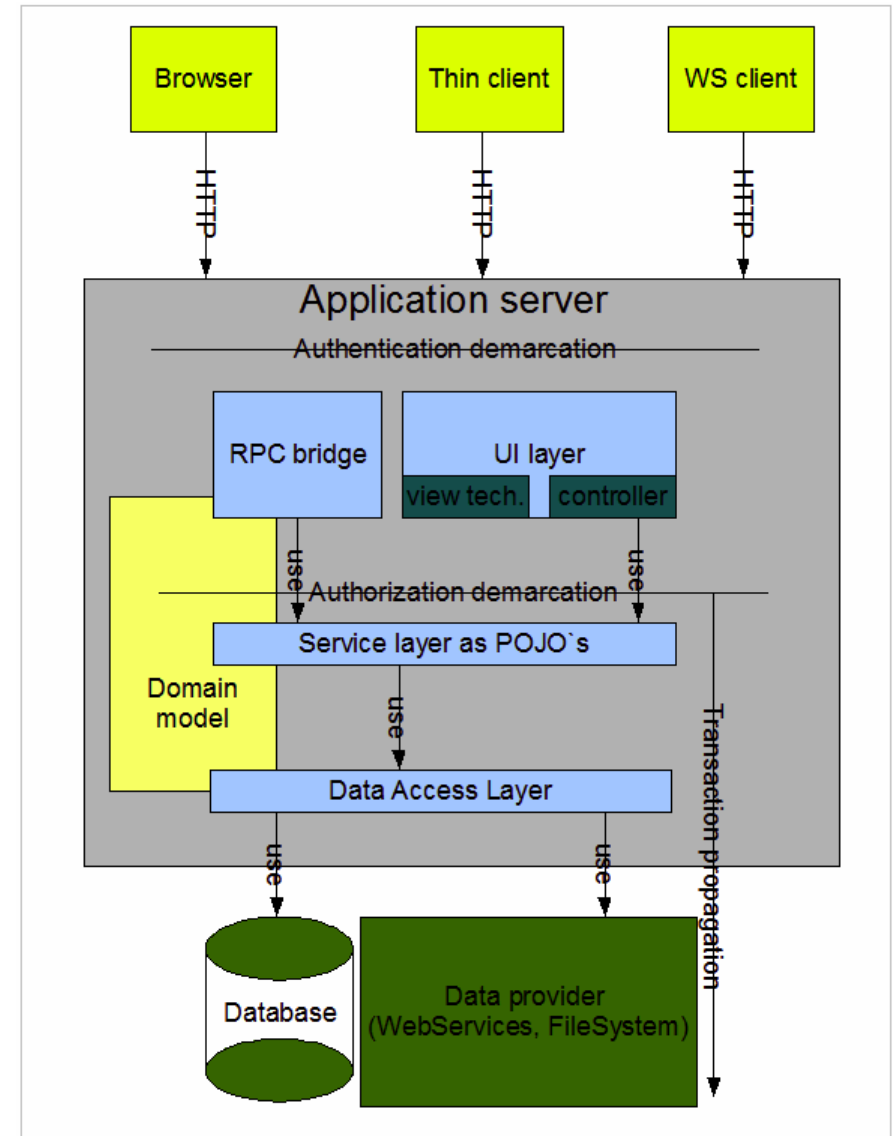 Browser
Thin client
WS client
HTTP
HTTP
HTTP
Application server
Authentication demarcation
RPC bridge
UI layer
view tech.
controller
use
use
Authorization demarcation
Service layer as POJO`s
Domain
model
use
Transaction propagation
Data Access Layer
use
use
Database
Data provider
(WebServices, FileSystem)